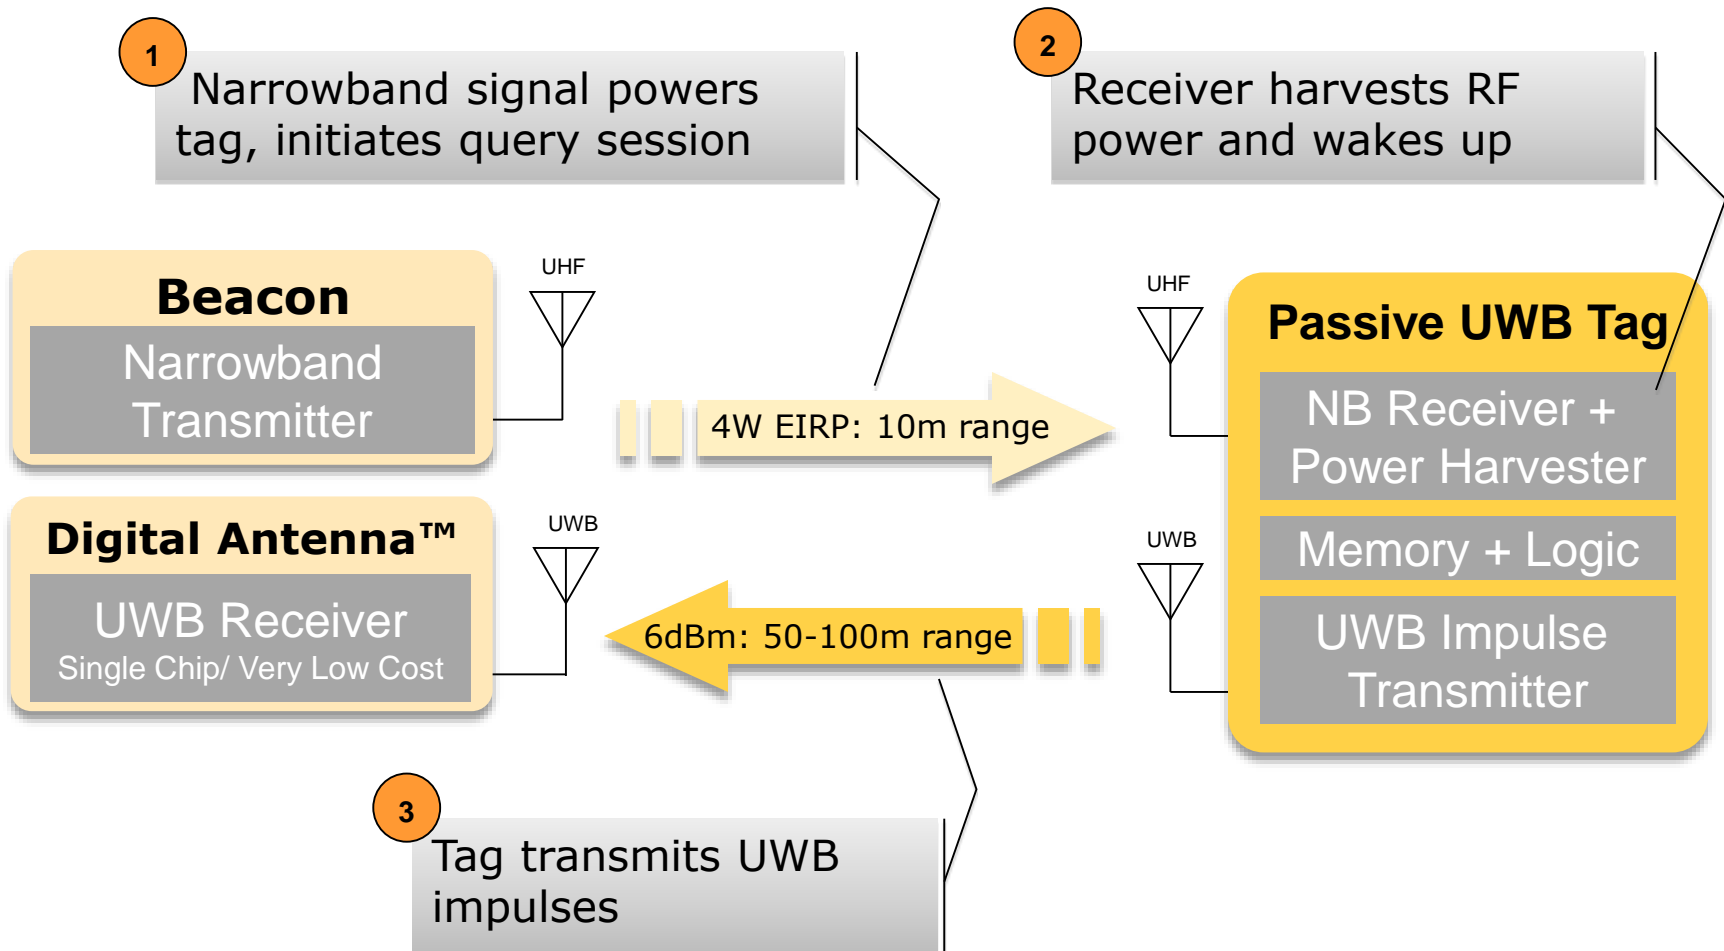 1
Narrowband signal powers
tag, initiates query session
2
Receiver harvests RF
power and wakes up
Beacon
Narrowband
Transmitter
UHF
4W EIRP: 10m range
UHF
Passive UWB Tag
NB Receiver +
Power Harvester
Memory + Logic
UWB Impulse
Transmitter
Digital Antenna™
UWB Receiver
Single Chip/ Very Low Cost
UWB
6dBm: 50-100m range
UWB
3
Tag transmits UWB
impulses